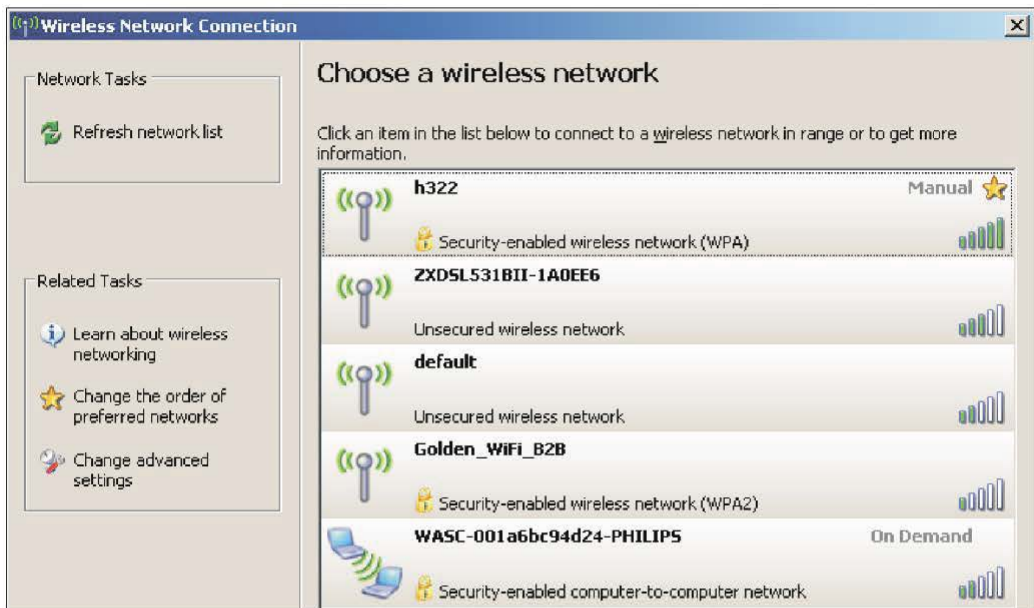 Wireless Network Connection
Network Tasks
Refresh network list
Related Tasks
Learn about wireless
networking
Change the order of
preferred networks
Change advanced
settings
Choose a wireless network
Click an item in the list below to connect to a wireless network in range or to get more
information.
h322 Manual
Security-enabled wireless network (WPA)
ZXDSL531BII-1A0EE6
Unsecured wireless network
default
Unsecured wireless network
Golden_WiFi_B2B
Security-enabled wireless network (WPA2)
WASC-001a6bc94d24-PHILIPS On Demand
Security-enabled computer-to-computer network